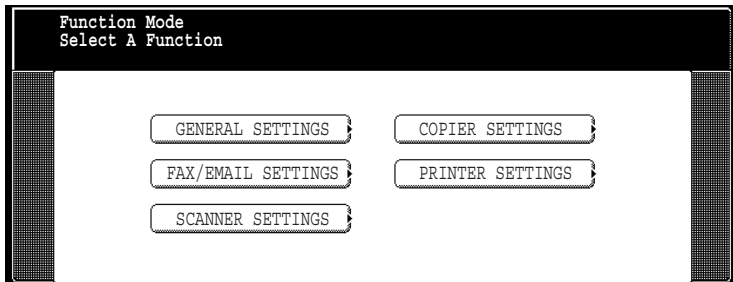 Function Mode
Select A Function
GENERAL SETTINGS
COPIER SETTINGS
FAX/EMAIL SETTINGS
PRINTER SETTINGS
SCANNER SETTINGS